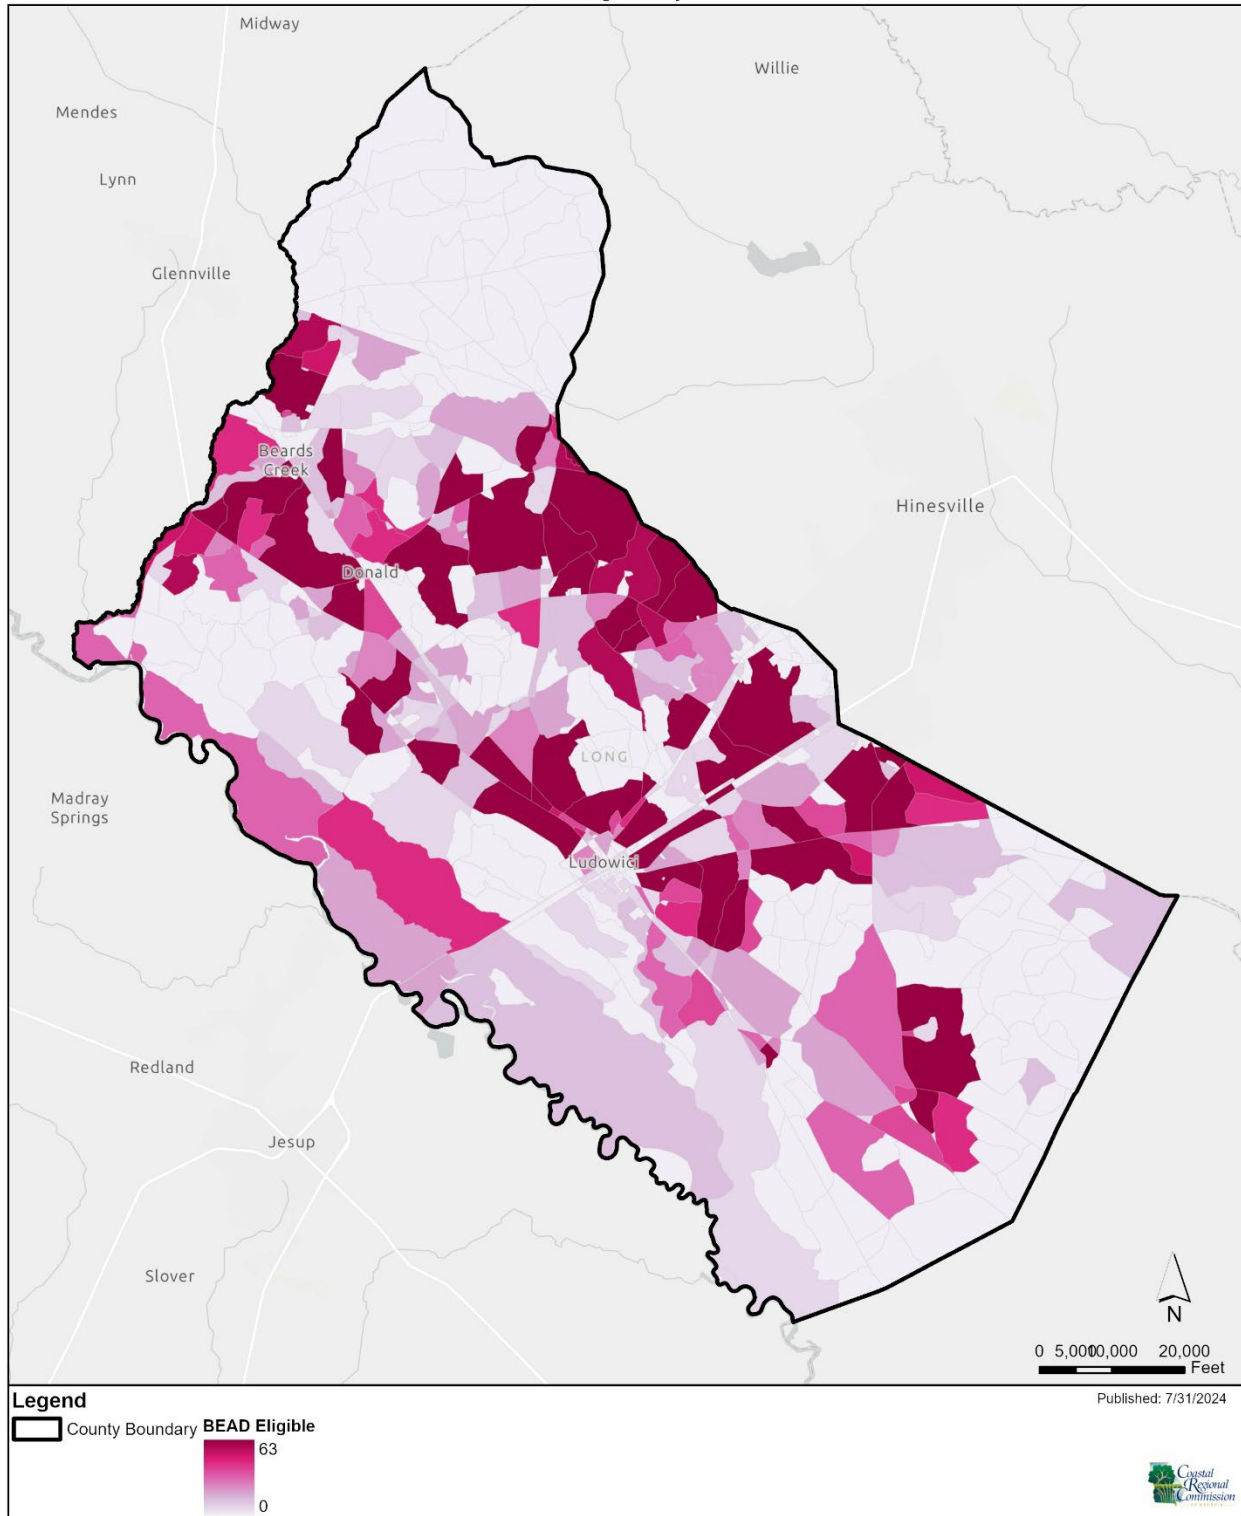 Midway
Willie
Mendes
Lynn
Glennville
Beards
Creek
Hinesville
Donald
LONG
Madray
Springs
Ludowici
Redland
Jesup
Slover
N
0 5,000 10,000 20,000
Feet
Legend
Published: 7/31/2024
County Boundary BEAD Eligible
63
0
Coastal
Regional
Commission